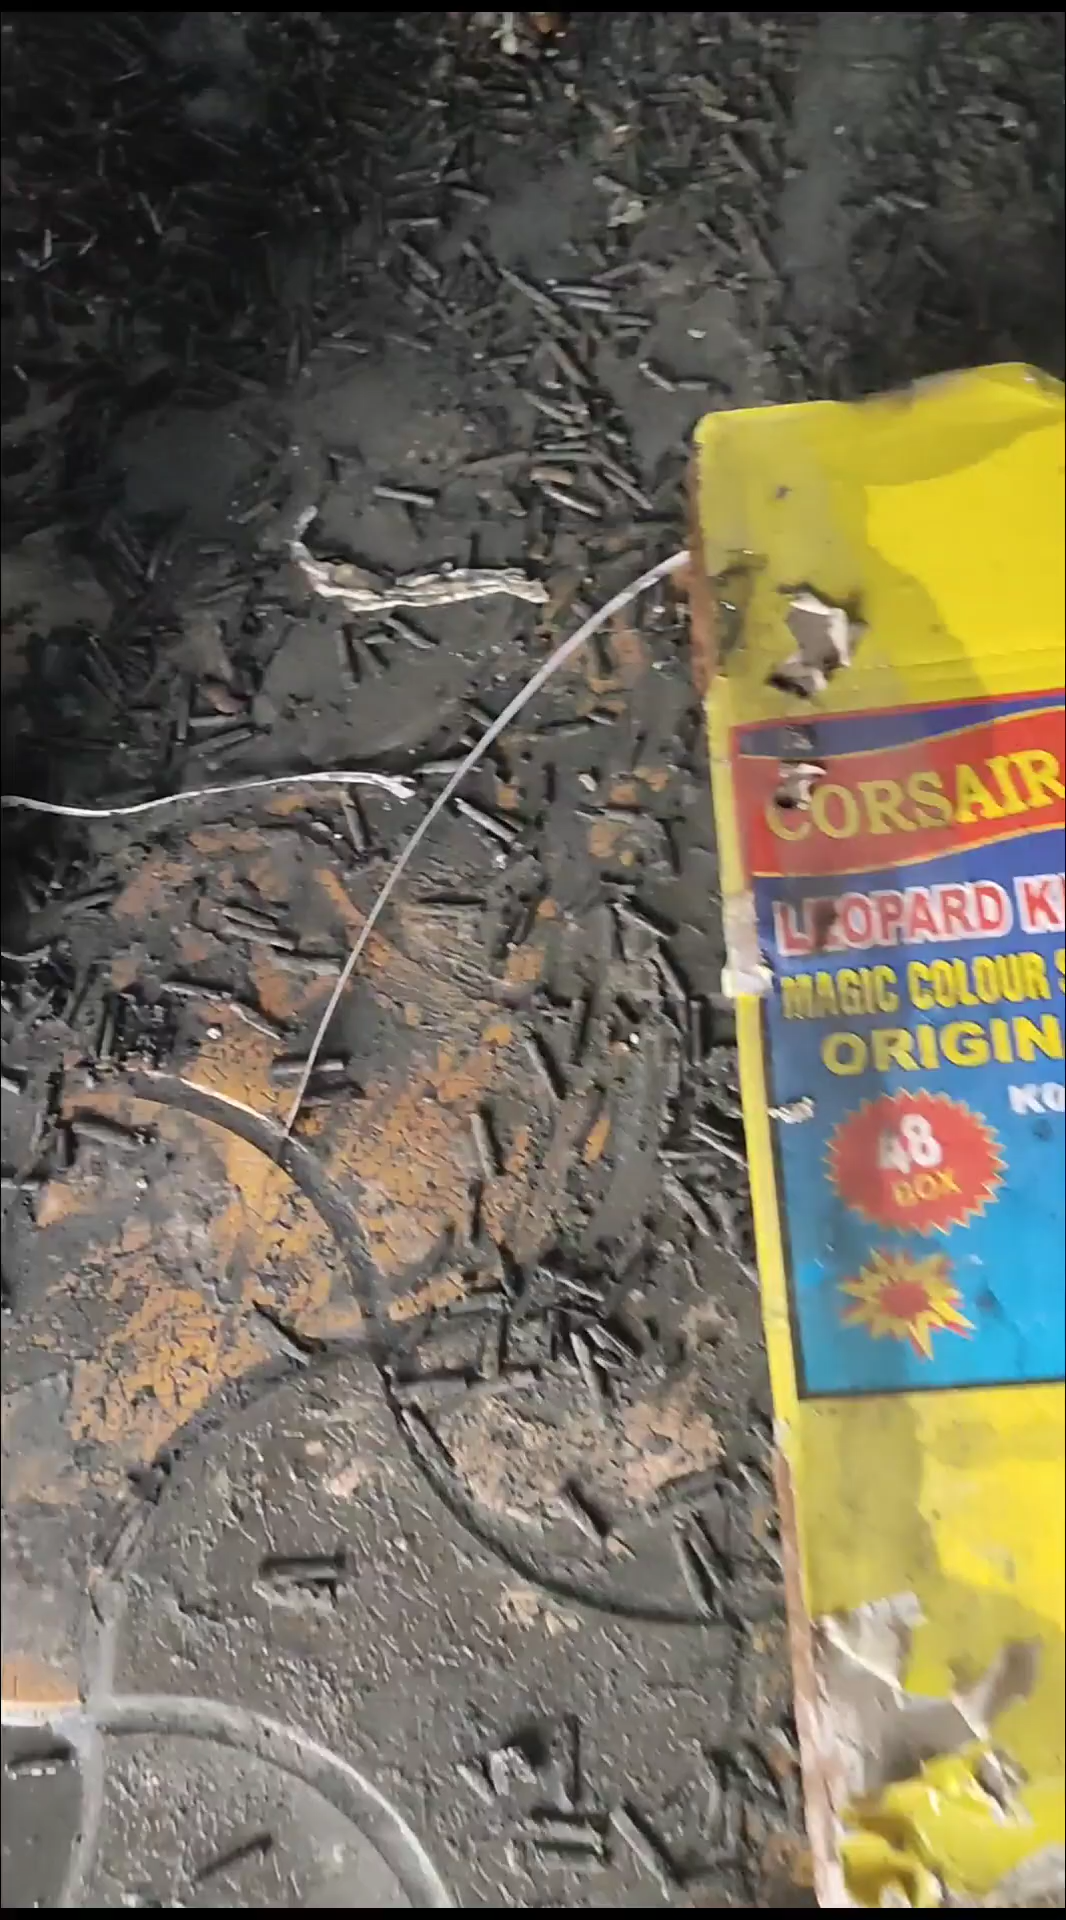 CORSAIR
LEOPARD K
MAGIC COLOUR
ORIGIN
KO
48
BOX